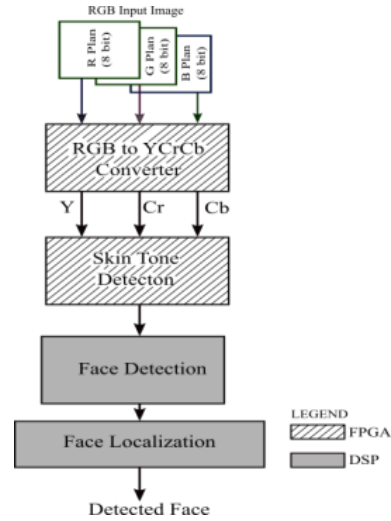 RGB Input Image
R Plan
(8 bit)
G Plan
(8 bit)
B Plan
(8 bit)
RGB to YCrCb
Converter
Y Cr Cb
Skin Tone
Detecton
Face Detection
Face Localization
Detected Face
LEGEND
FPGA
DSP